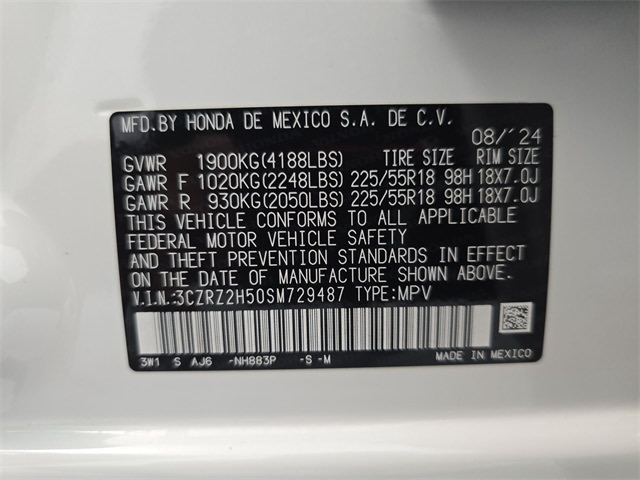 MFD.BY HONDA DE MEXICO S.A. DE C.V.
08/´24
GVWR 1900KG(4188LBS) TIRE SIZE RIM SIZE
GAWR F 1020KG(2248LBS) 225/55R18 98H 18X7.0J
GAWR R 930KG(2050LBS) 225/55R18 98H 18X7.0J
THIS VEHICLE CONFORMS TO ALL APPLICABLE
FEDERAL MOTOR VEHICLE SAFETY
AND THEFT PREVENTION STANDARDS IN EFFECT
ON THE DATE OF MANUFACTURE SHOWN ABOVE.
V.I.N.:3CZRZ2H50SM729487 TYPE:MPV
3W1 S AJ6 -NH883P -S -M
MADE IN MEXICO